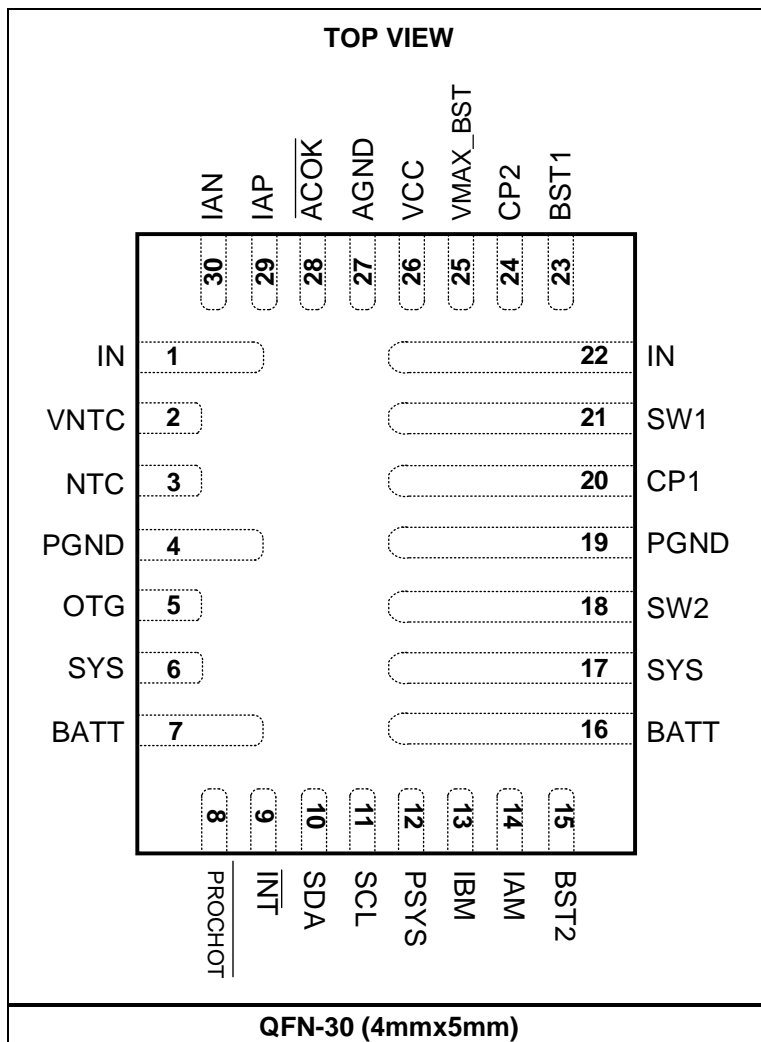 TOP VIEW
IAN
IAP
ACOK
AGND
VCC
VMAX_BST
CP2
BST1
30
29
28
27
26
25
24
23
IN 1 22 IN
VNTC 2 21 SW1
NTC 3 20 CP1
PGND 4 19 PGND
OTG 5 18 SW2
SYS 6 17 SYS
BATT 7 16 BATT
8
9
10
11
12
13
14
15
PROCHOT
INT
SDA
SCL
PSYS
IBM
IAM
BST2
QFN-30 (4mmx5mm)